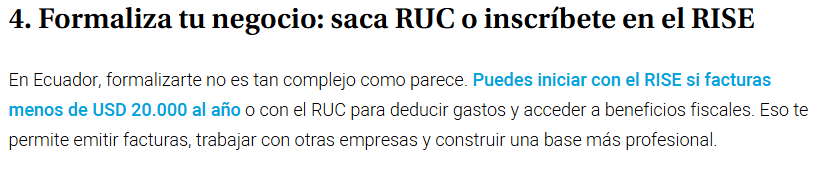 4. Formaliza tu negocio: saca RUC o inscríbete en el RISE
En Ecuador, formalizarte no es tan complejo como parece. Puedes iniciar con el RISE si facturas
menos de USD 20.000 al año o con el RUC para deducir gastos y acceder a beneficios fiscales. Eso te
permite emitir facturas, trabajar con otras empresas y construir una base más profesional.